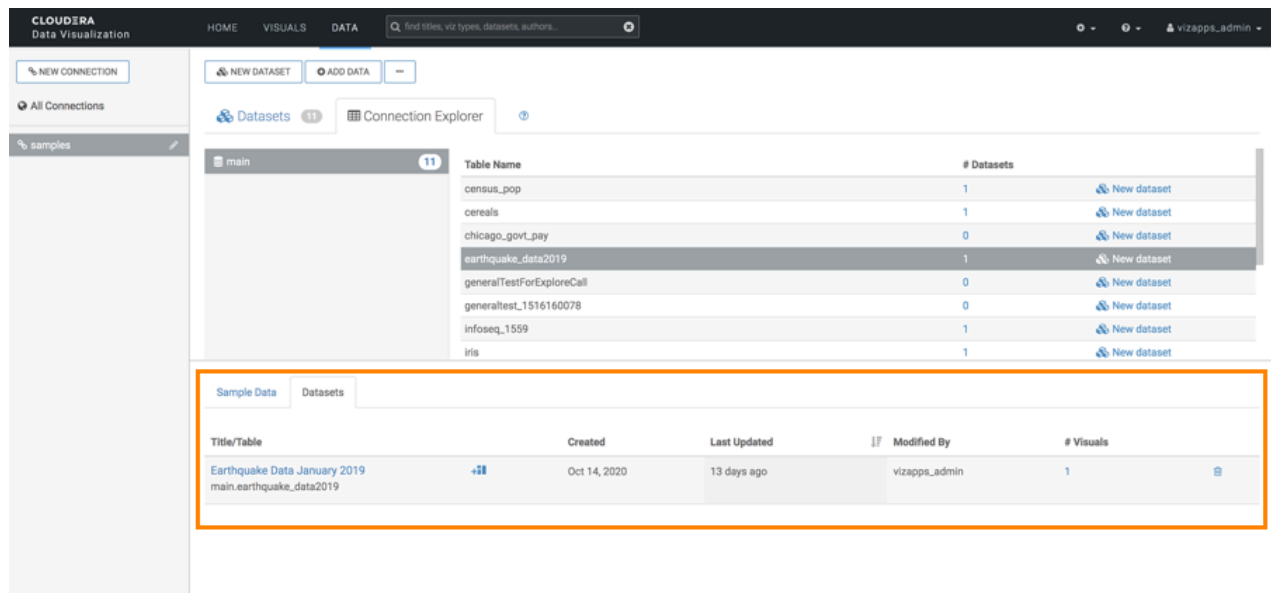 CLOUDERA
Data Visualization
HOME VISUALS DATA find titles, viz types, datasets, authors... vizapps_admin
NEW CONNECTION
All Connections
samples
NEW DATASET ADD DATA
Datasets 11 Connection Explorer
main 11
Table Name # Datasets
census_pop 1 New dataset
cereals 1 New dataset
chicago_govt_pay 0 New dataset
earthquake_data2019 1 New dataset
generalTestForExploreCall 0 New dataset
generaltest_1516160078 0 New dataset
infoseq_1559 1 New dataset
iris 1 New dataset
Sample Data Datasets
Title/Table Created Last Updated Modified By # Visuals
Earthquake Data January 2019 Oct 14, 2020 13 days ago vizapps_admin 1
main.earthquake_data2019